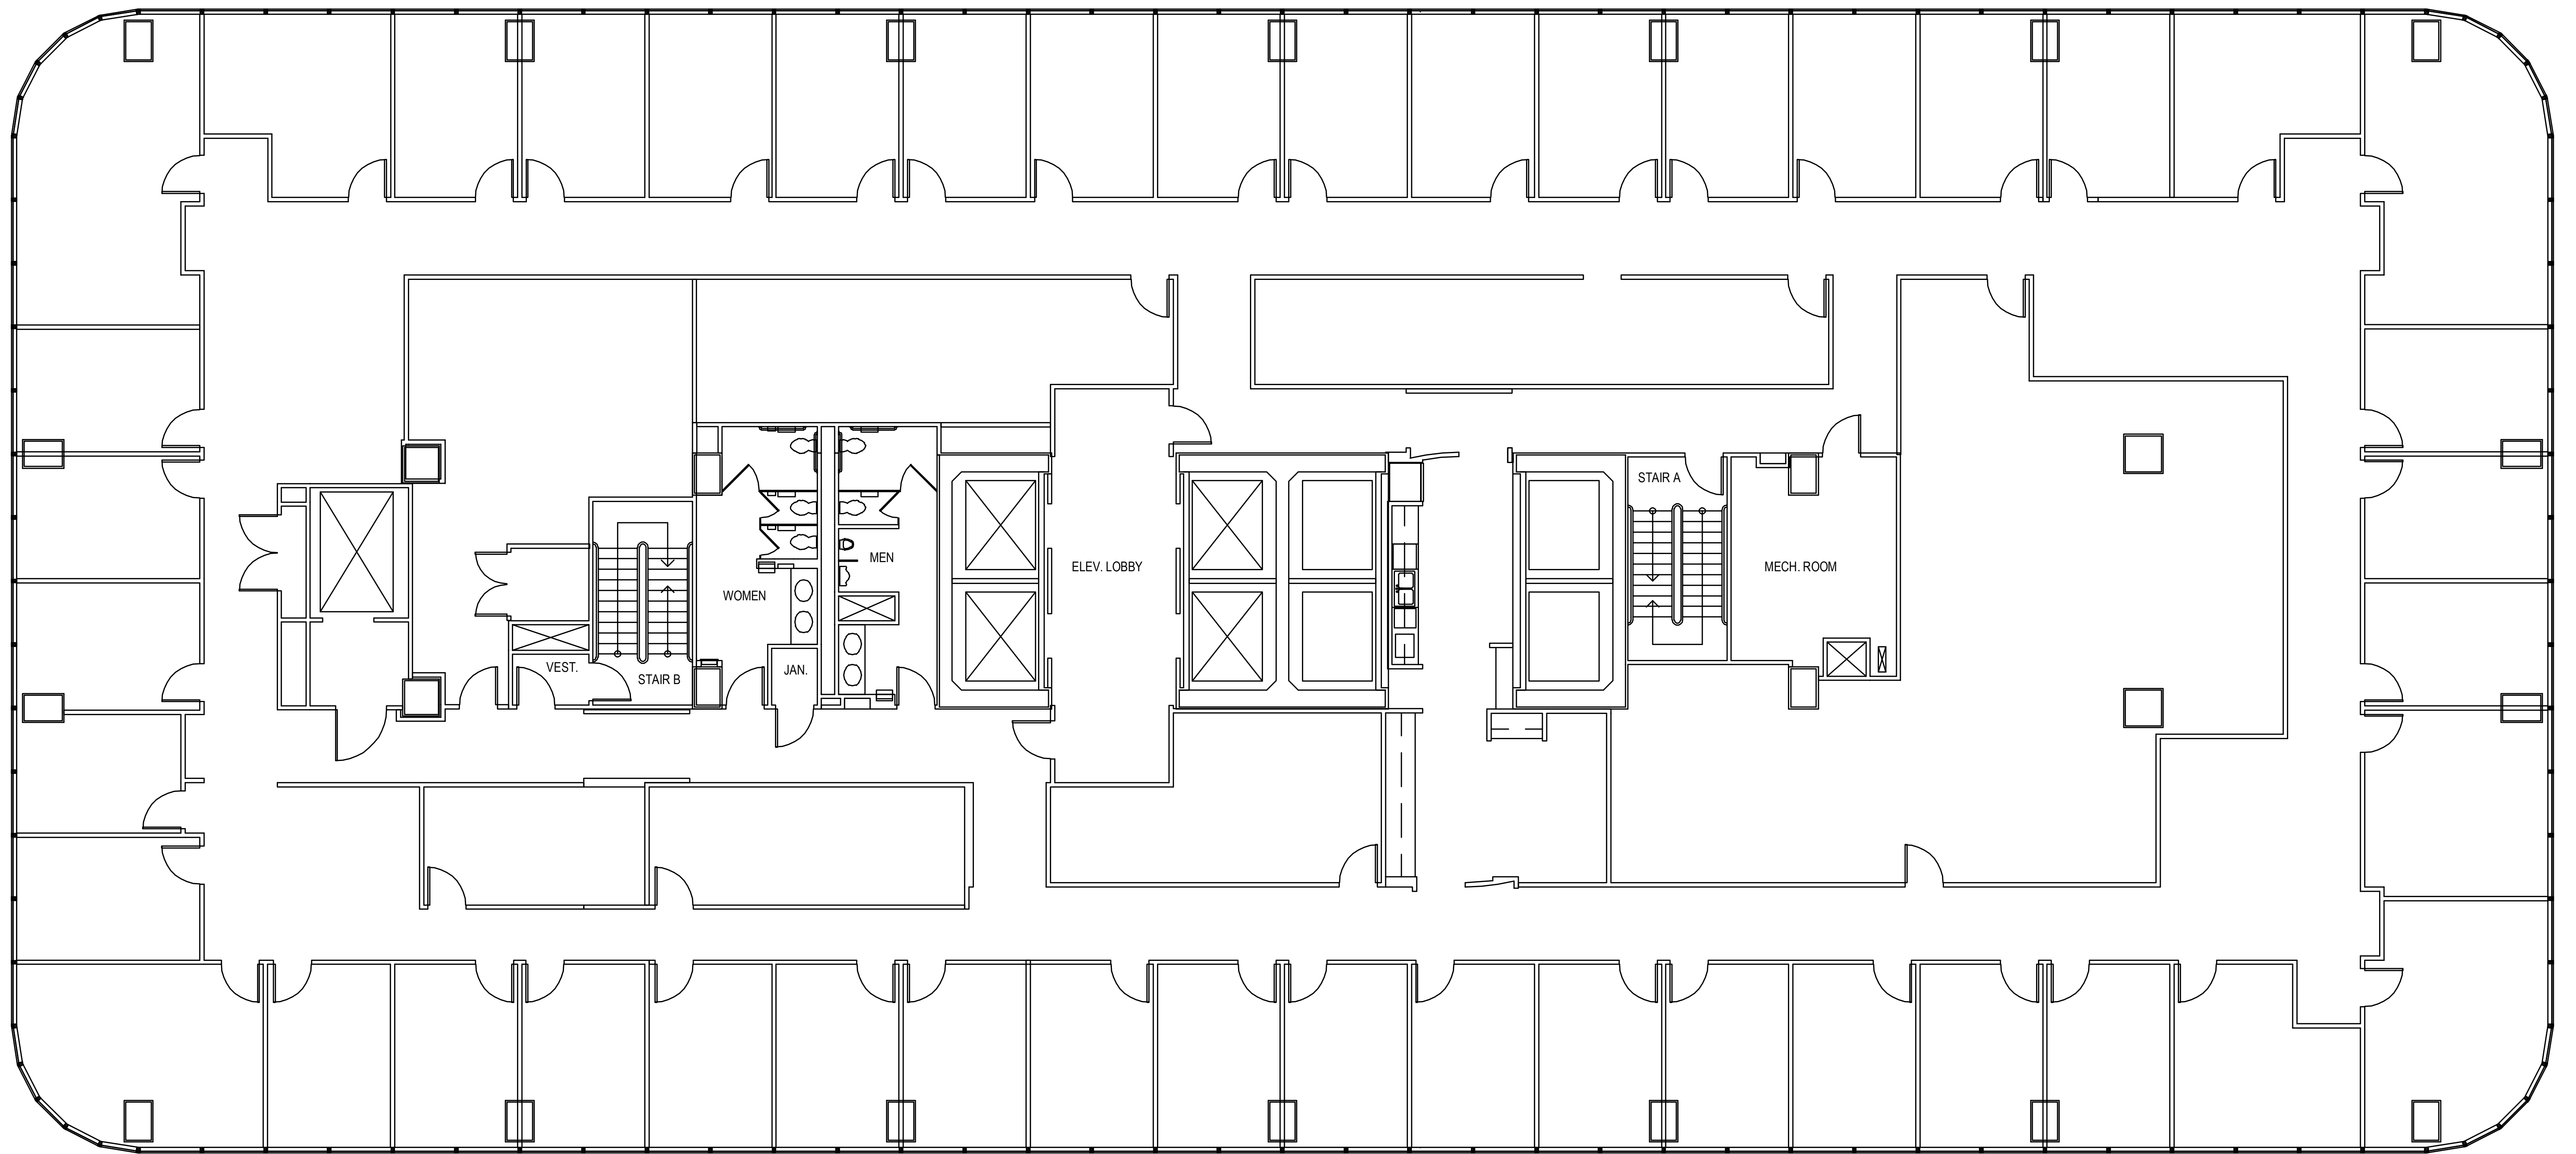 STAIR A
MEN
ELEV. LOBBY
MECH. ROOM
WOMEN
VEST.
JAN.
STAIR B